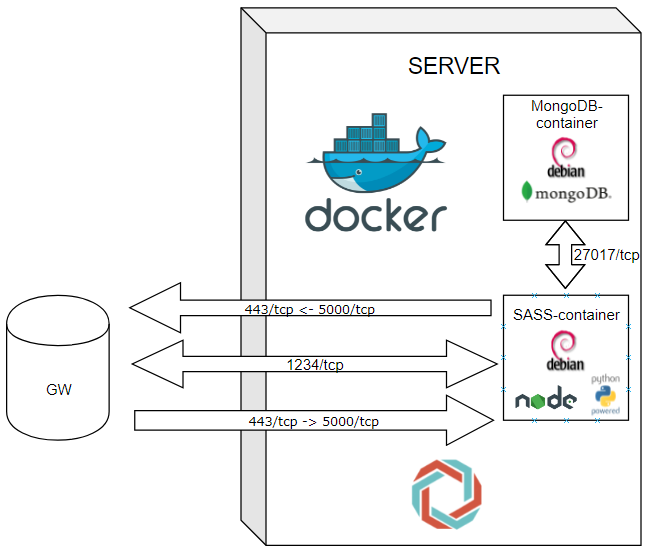 SERVER
MongoDB-
container
debian
mongoDB.
docker
27017/tcp
443/tcp <- 5000/tcp
SASS-container
debian
1234/tcp
GW
node
python
powered
443/tcp -> 5000/tcp